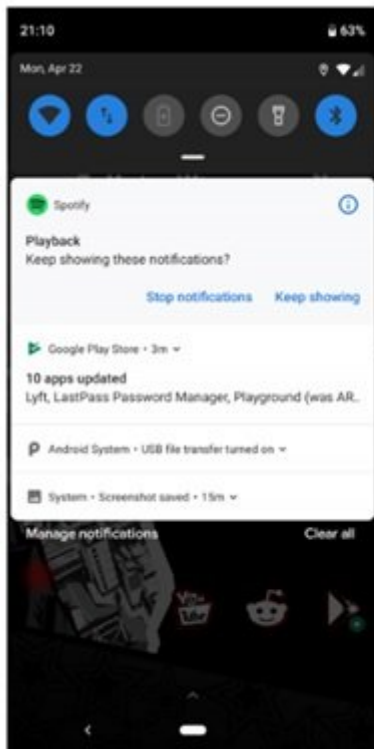 21:10 63%
Mon, Apr 22
Spotify
Playback
Keep showing these notifications?
Stop notifications Keep showing
Google Play Store • 3m
10 apps updated
Lyft, LastPass Password Manager, Playground (was AR..
Android System • USB file transfer turned on
System • Screenshot saved • 15m
Manage notifications Clear all